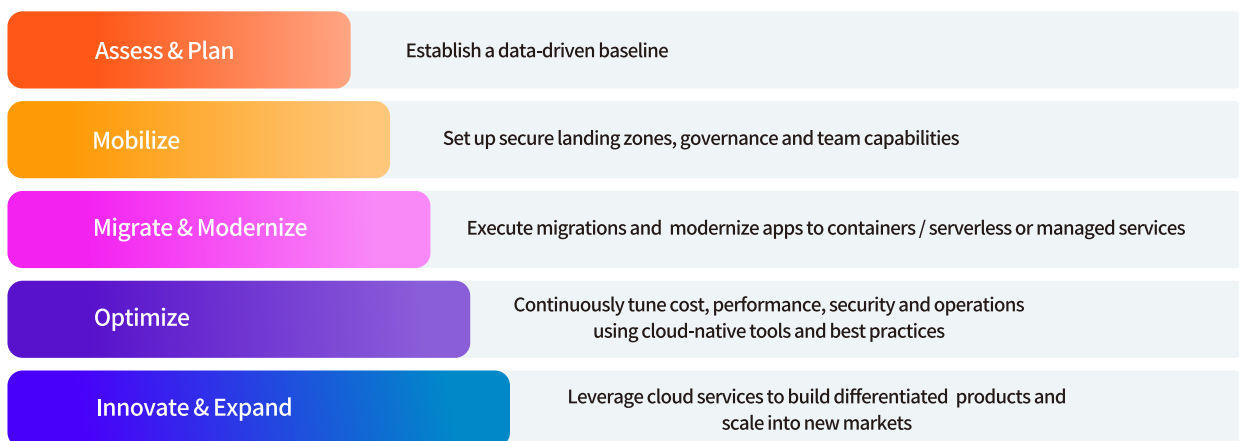 Assess & Plan
Establish a data-driven baseline
Mobilize
Set up secure landing zones, governance and team capabilities
Migrate & Modernize
Execute migrations and  modernize apps to containers / serverless or managed services
Optimize
Continuously tune cost, performance, security and operations
using cloud-native tools and best practices
Innovate & Expand
Leverage cloud services to build differentiated  products and
scale into new markets